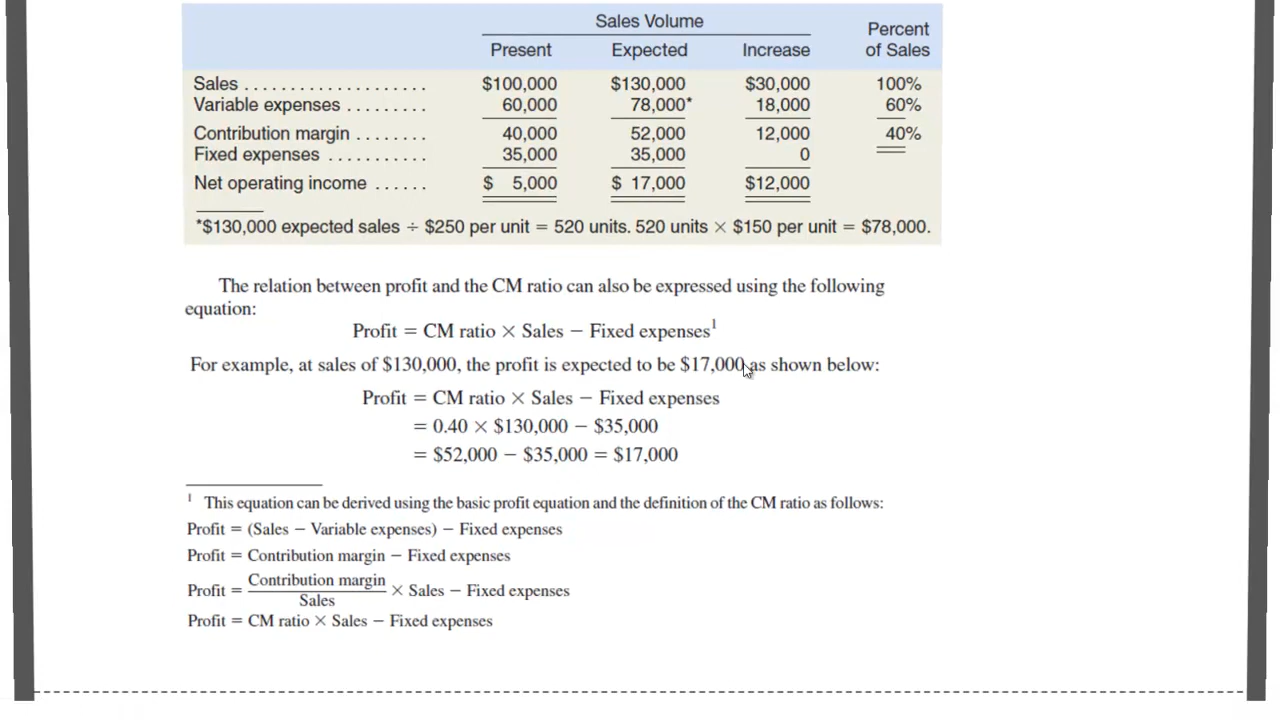 Sales Volume
Percent of Sales
Present Expected Increase
Sales .................... $100,000 $130,000 $30,000 100%
Variable expenses ......... 60,000 78,000* 18,000 60%
Contribution margin ........ 40,000 52,000 12,000 40%
Fixed expenses ........... 35,000 35,000 0
Net operating income ...... $ 5,000 $ 17,000 $12,000
*$130,000 expected sales ÷ $250 per unit = 520 units. 520 units × $150 per unit = $78,000.
The relation between profit and the CM ratio can also be expressed using the following
equation:
Profit = CM ratio × Sales − Fixed expenses¹
For example, at sales of $130,000, the profit is expected to be $17,000 as shown below:
Profit = CM ratio × Sales − Fixed expenses
= 0.40 × $130,000 − $35,000
= $52,000 − $35,000 = $17,000
¹ This equation can be derived using the basic profit equation and the definition of the CM ratio as follows:
Profit = (Sales − Variable expenses) − Fixed expenses
Profit = Contribution margin − Fixed expenses
Profit = Contribution margin / Sales × Sales − Fixed expenses
Profit = CM ratio × Sales − Fixed expenses